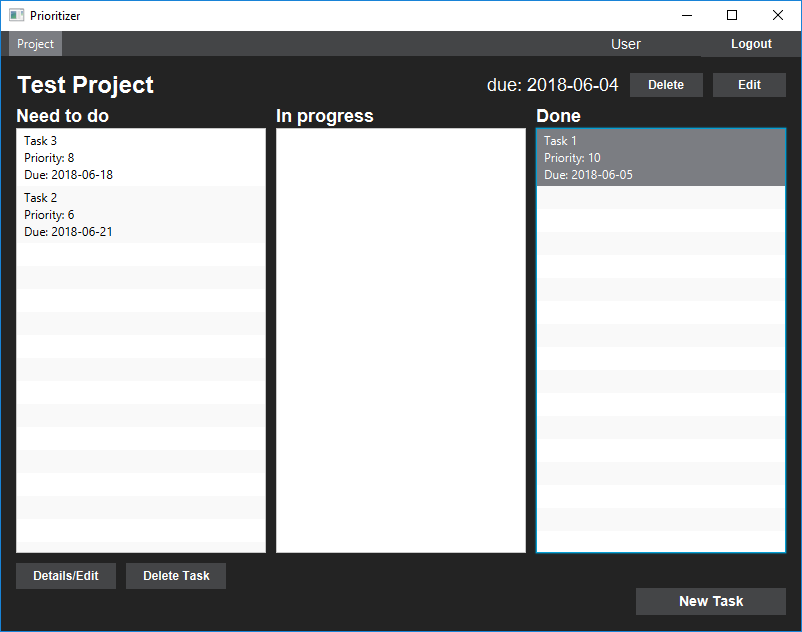 Prioritizer
Project
User
Logout
Test Project
due: 2018-06-04
Delete
Edit
Need to do
In progress
Done
Task 3
Priority: 8
Due: 2018-06-18
Task 2
Priority: 6
Due: 2018-06-21
Task 1
Priority: 10
Due: 2018-06-05
Details/Edit
Delete Task
New Task